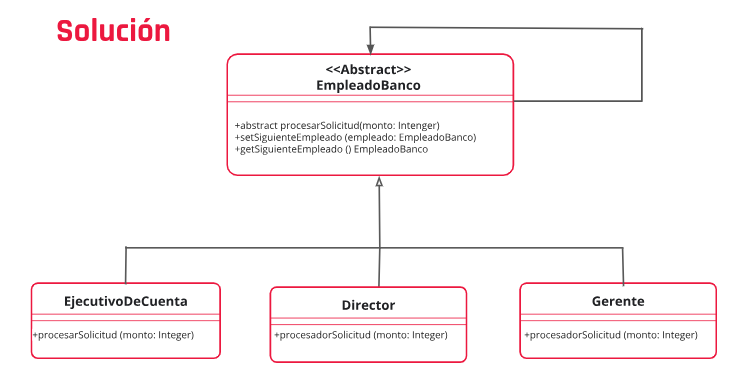 Solución
<<Abstract>>
EmpleadoBanco
+abstract procesarSolicitud(monto: Intenger)
+setSiguienteEmpleado (empleado: EmpleadoBanco)
+getSiguienteEmpleado () EmpleadoBanco
EjecutivoDeCuenta
+procesarSolicitud (monto: Integer)
Director
+procesadorSolicitud (monto: Integer)
Gerente
+procesadorSolicitud (monto: Integer)